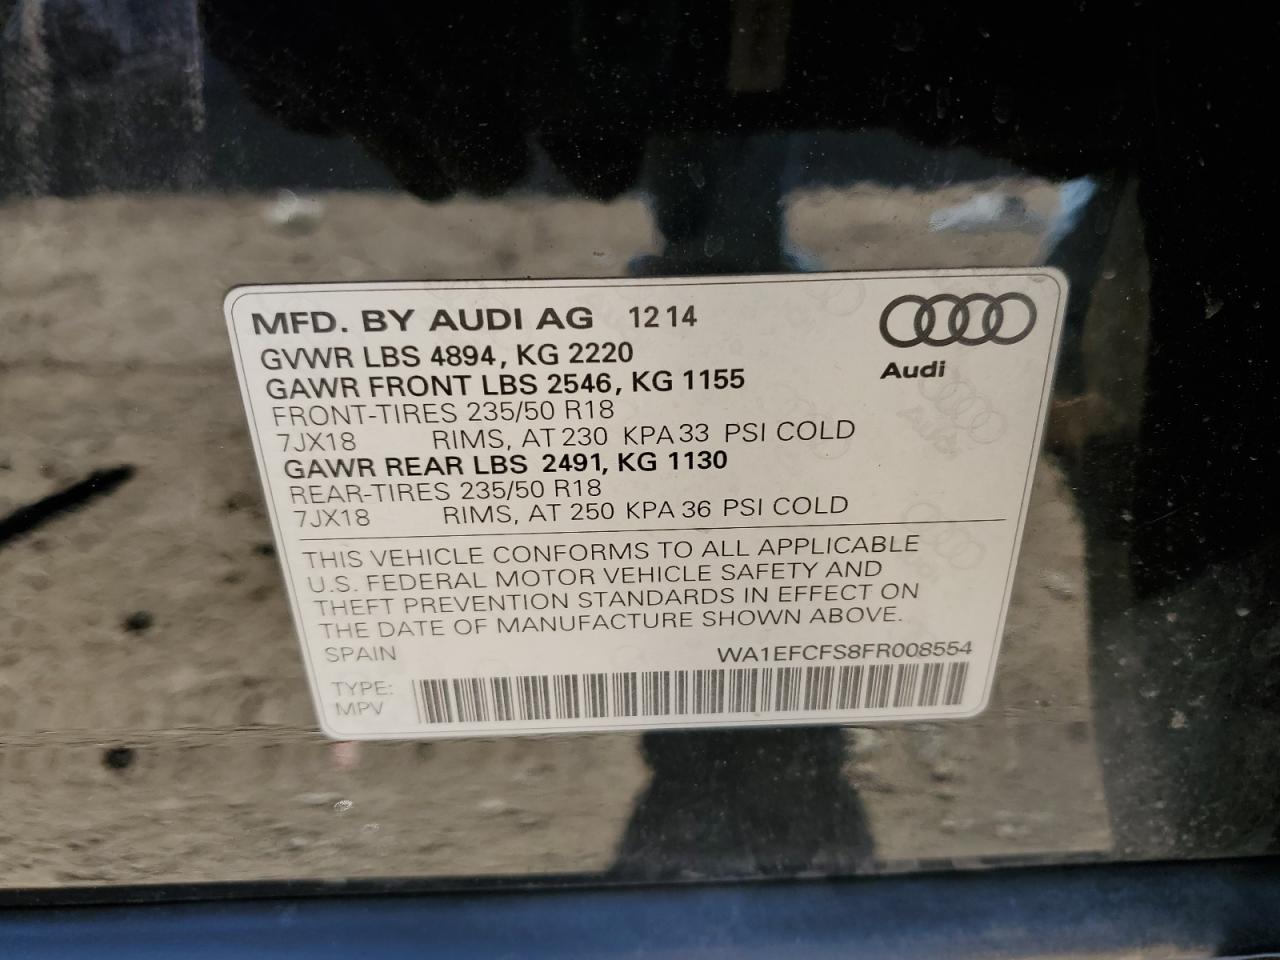 MFD. BY AUDI AG 12 14
GVWR LBS 4894, KG 2220
GAWR FRONT LBS 2546, KG 1155
FRONT-TIRES 235/50 R18
7JX18 RIMS, AT 230 KPA 33 PSI COLD
GAWR REAR LBS 2491, KG 1130
REAR-TIRES 235/50 R18
7JX18 RIMS, AT 250 KPA 36 PSI COLD
Audi
THIS VEHICLE CONFORMS TO ALL APPLICABLE
U.S. FEDERAL MOTOR VEHICLE SAFETY AND
THEFT PREVENTION STANDARDS IN EFFECT ON
THE DATE OF MANUFACTURE SHOWN ABOVE.
SPAIN WA1EFCFS8FR008554
TYPE:
MPV